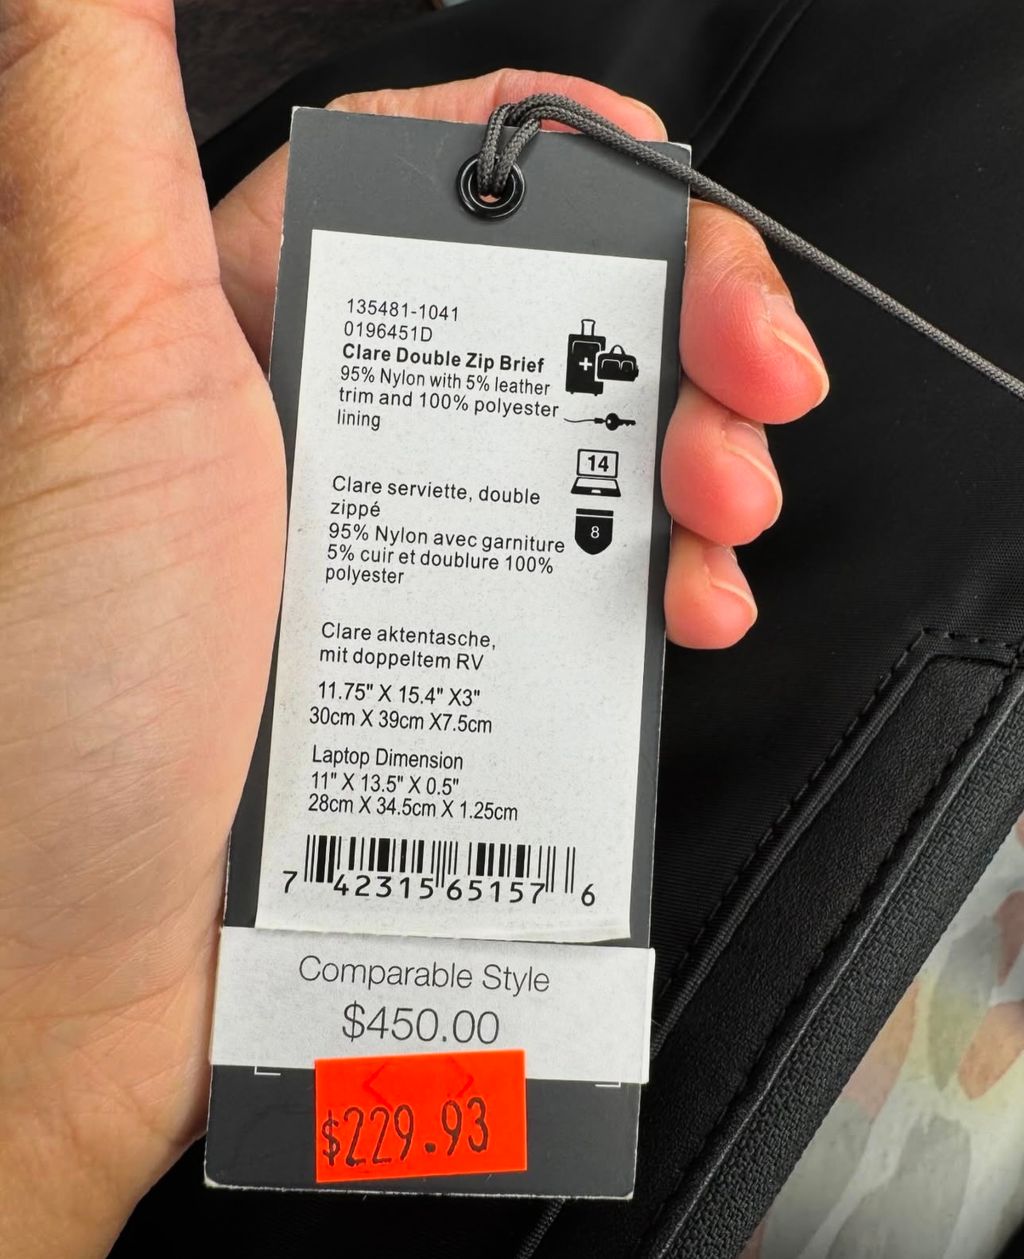 135481-1041
0196451D
Clare Double Zip Brief
95% Nylon with 5% leather
trim and 100% polyester
lining
14
8
Clare serviette, double
zippé
95% Nylon avec garniture
5% cuir et doublure 100%
polyester
Clare aktentasche,
mit doppeltem RV
11.75" X 15.4" X3"
30cm X 39cm X7.5cm
Laptop Dimension
11" X 13.5" X 0.5"
28cm X 34.5cm X 1.25cm
7 42315 65157 6
Comparable Style
$450.00
$229.93